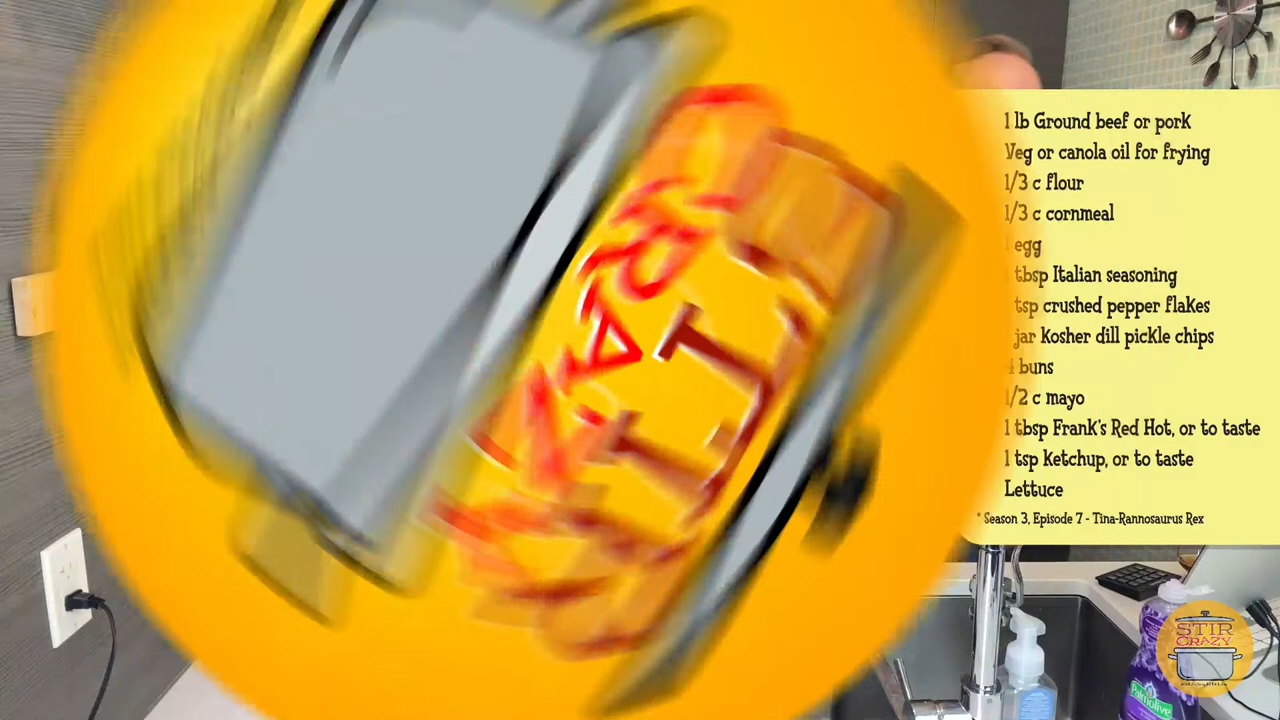 STIR
CRAZY
1 lb Ground beef or pork
Veg or canola oil for frying
1/3 c flour
1/3 c cornmeal
egg
tbsp Italian seasoning
tsp crushed pepper flakes
jar kosher dill pickle chips
4 buns
1/2 c mayo
1 tbsp Frank's Red Hot, or to taste
1 tsp ketchup, or to taste
Lettuce
* Season 3, Episode 7 - Tina-Rannosaurus Rex
Palmolive
STIR
CRAZY